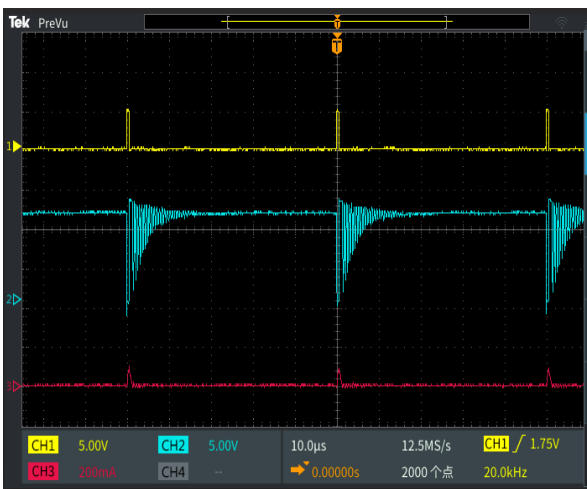 Tek PreVu
T
T
1
2
3
CH1 5.00V CH2 5.00V 10.0µs 12.5MS/s CH1 1.75V
CH3 200mA CH4 -- 0.00000s 2000 个点 20.0kHz